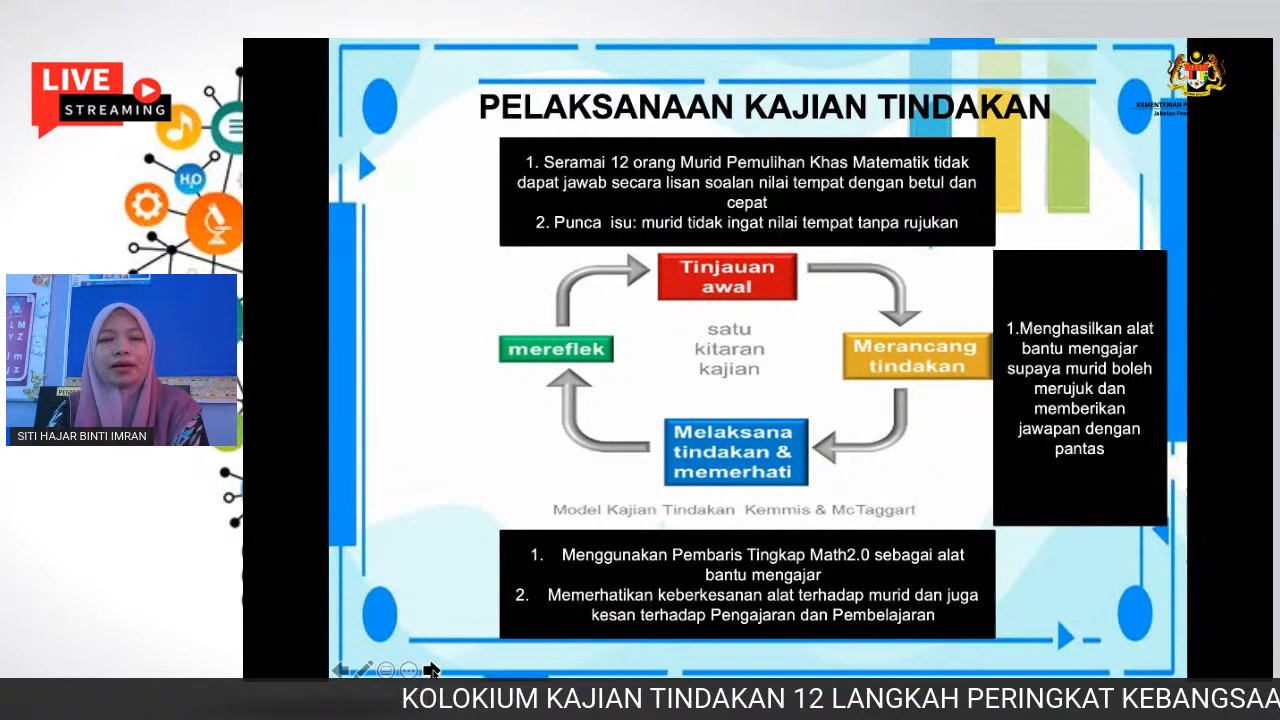 LIVE
STREAMING
H₂O
PELAKSANAAN KAJIAN TINDAKAN
1. Seramai 12 orang Murid Pemulihan Khas Matematik tidak
dapat jawab secara lisan soalan nilai tempat dengan betul dan
cepat
2. Punca isu: murid tidak ingat nilai tempat tanpa rujukan
Tinjauan
awal
satu
kitaran
kajian
mereflek
Merancang
tindakan
Melaksana
tindakan &
memerhati
Model Kajian Tindakan Kemmis & McTaggart
1.Menghasilkan alat
bantu mengajar
supaya murid boleh
merujuk dan
memberikan
jawapan dengan
pantas
1. Menggunakan Pembaris Tingkap Math2.0 sebagai alat
bantu mengajar
2. Memerhatikan keberkesanan alat terhadap murid dan juga
kesan terhadap Pengajaran dan Pembelajaran
SITI HAJAR BINTI IMRAN
KOLOKIUM KAJIAN TINDAKAN 12 LANGKAH PERINGKAT KEBANGSAA